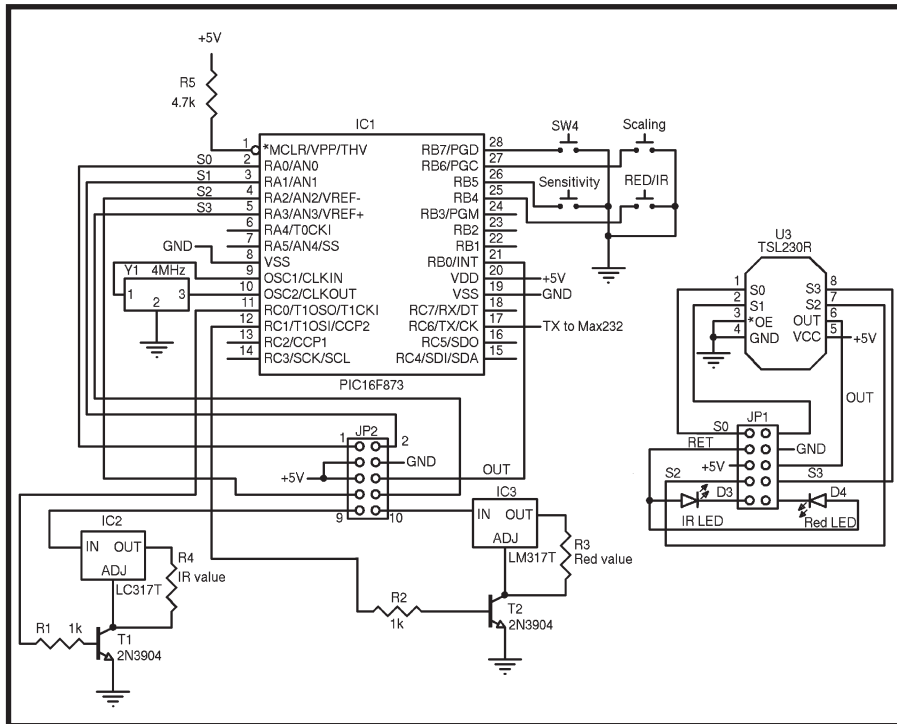 +5V
R5
4.7k
IC1
1 *MCLR/VPP/THV RB7/PGD 28
S0 2 RA0/AN0 RB6/PGC 27
S1 3 RA1/AN1 RB5 26
S2 4 RA2/AN2/VREF- RB4 25
S3 5 RA3/AN3/VREF+ RB3/PGM 24
6 RA4/T0CKI RB2 23
7 RA5/AN4/SS RB1 22
GND 8 VSS RB0/INT 21
9 OSC1/CLKIN VDD 20 +5V
10 OSC2/CLKOUT VSS 19 GND
11 RC0/T1OSO/T1CKI RC7/RX/DT 18
12 RC1/T1OSI/CCP2 RC6/TX/CK 17 TX to Max232
13 RC2/CCP1 RC5/SDO 16
14 RC3/SCK/SCL RC4/SDI/SDA 15
PIC16F873
Y1 4MHz
1 3
2
SW4 Scaling
Sensitivity RED/IR
U3
TSL230R
1 S0 S3 8
2 S1 S2 7
3 *OE OUT 6
4 GND VCC 5 +5V
OUT
JP1
S0
RET GND
+5V
S2 S3
D3 D4
IR LED Red LED
JP2
1 2
GND
+5V OUT
9 10
IC2
IN OUT
ADJ
LC317T
R4
IR value
R1 1k
T1
2N3904
IC3
IN OUT
ADJ
LM317T
R3
Red value
R2
1k
T2
2N3904